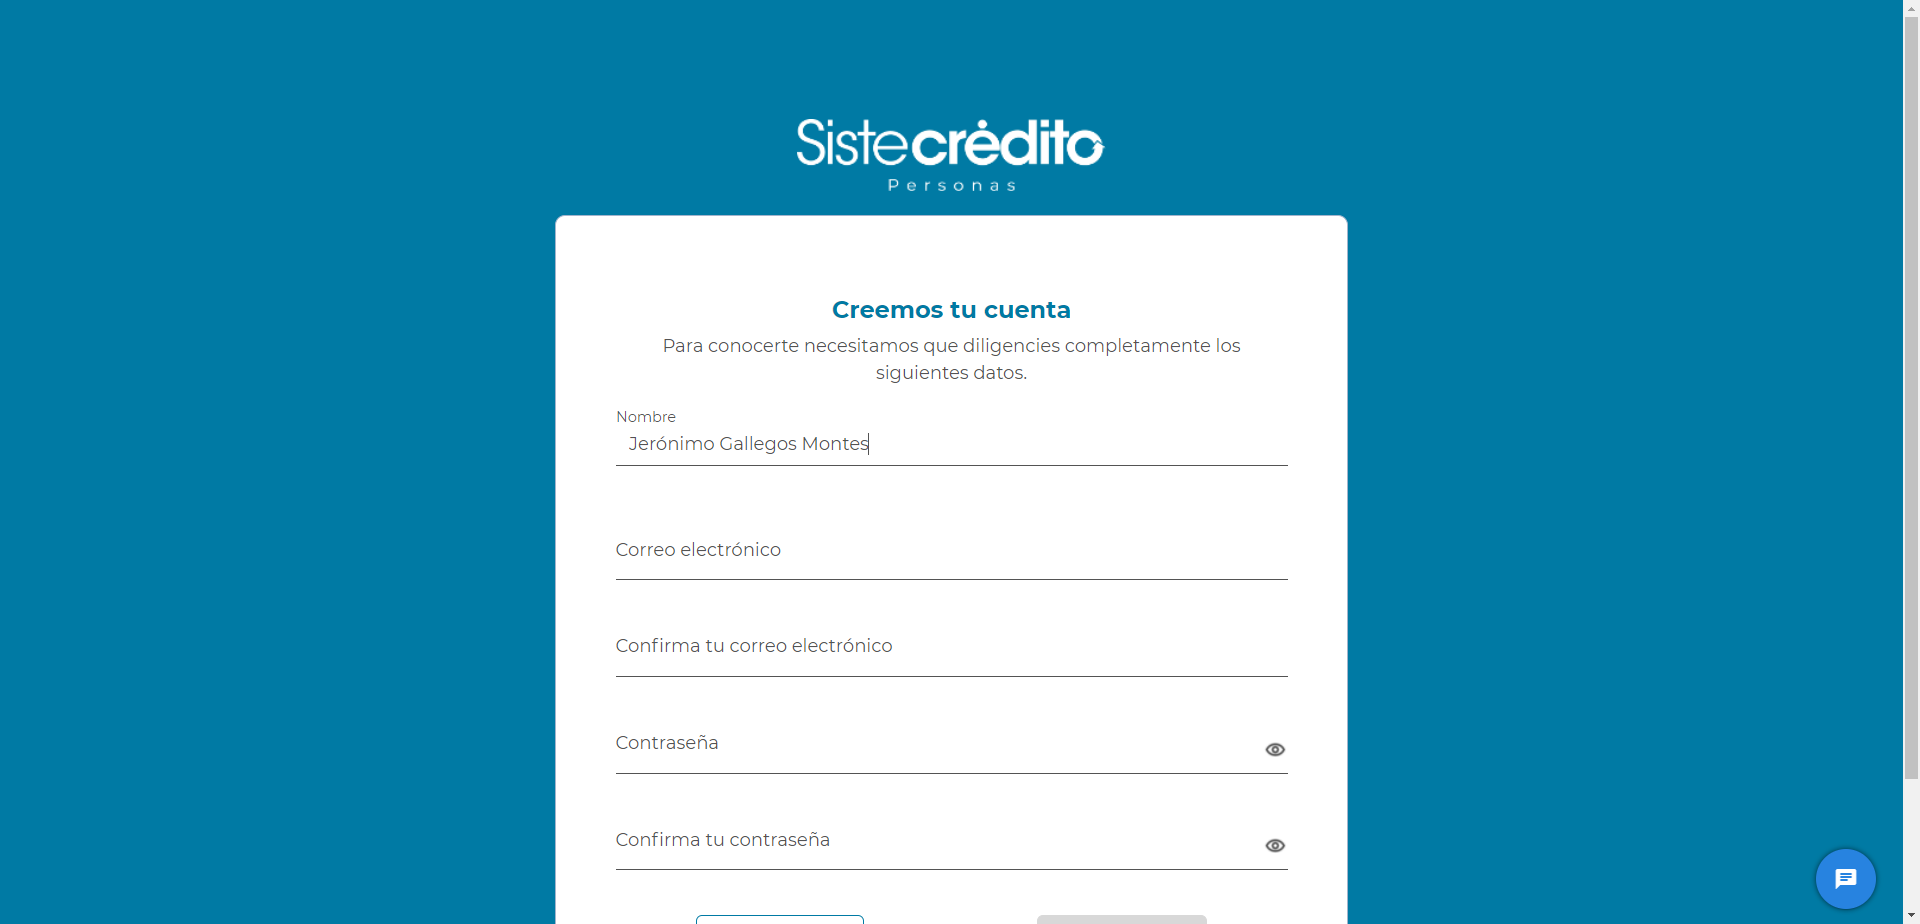 Sistecrédito
Personas
Creemos tu cuenta
Para conocerte necesitamos que diligencies completamente los
siguientes datos.
Nombre
Jerónimo Gallegos Montes
Correo electrónico
Confirma tu correo electrónico
Contraseña
Confirma tu contraseña